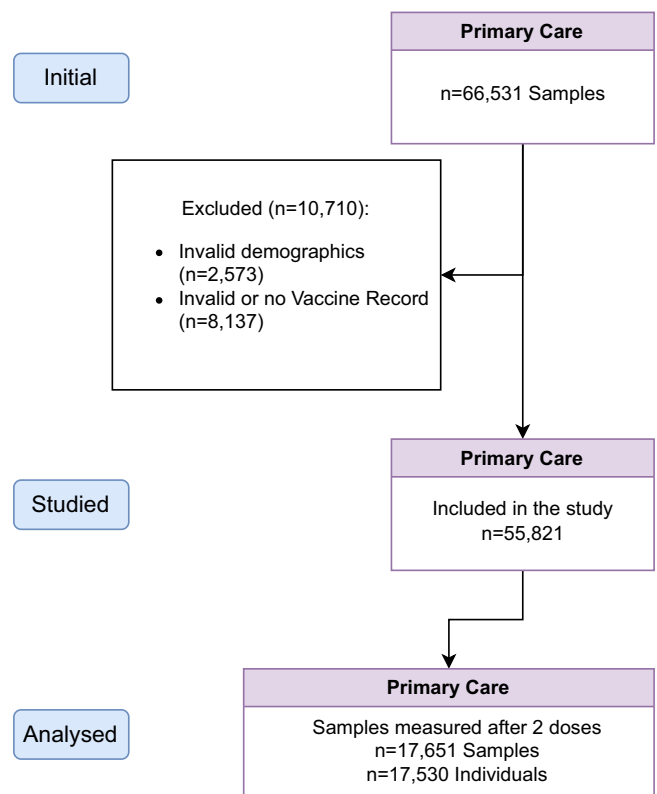 Primary Care
Initial
n=66,531 Samples
Excluded (n=10,710):
• Invalid demographics
(n=2,573)
• Invalid or no Vaccine Record
(n=8,137)
Primary Care
Studied
Included in the study
n=55,821
Primary Care
Analysed
Samples measured after 2 doses
n=17,651 Samples
n=17,530 Individuals